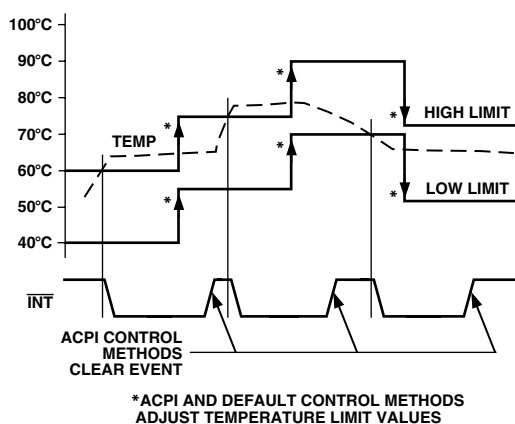 100°C
90°C
80°C
70°C
60°C
50°C
40°C
TEMP
*
*
*
*
*
*
HIGH LIMIT
LOW LIMIT
INT
ACPI CONTROL
METHODS
CLEAR EVENT
*ACPI AND DEFAULT CONTROL METHODS
ADJUST TEMPERATURE LIMIT VALUES